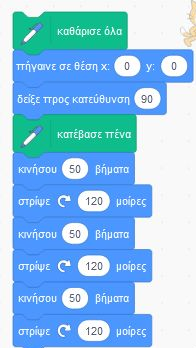 καθάρισε όλα
πήγαινε σε θέση x: 0 y: 0
δείξε προς κατεύθυνση 90
κατέβασε πένα
κινήσου 50 βήματα
στρίψε 120 μοίρες
κινήσου 50 βήματα
στρίψε 120 μοίρες
κινήσου 50 βήματα
στρίψε 120 μοίρες